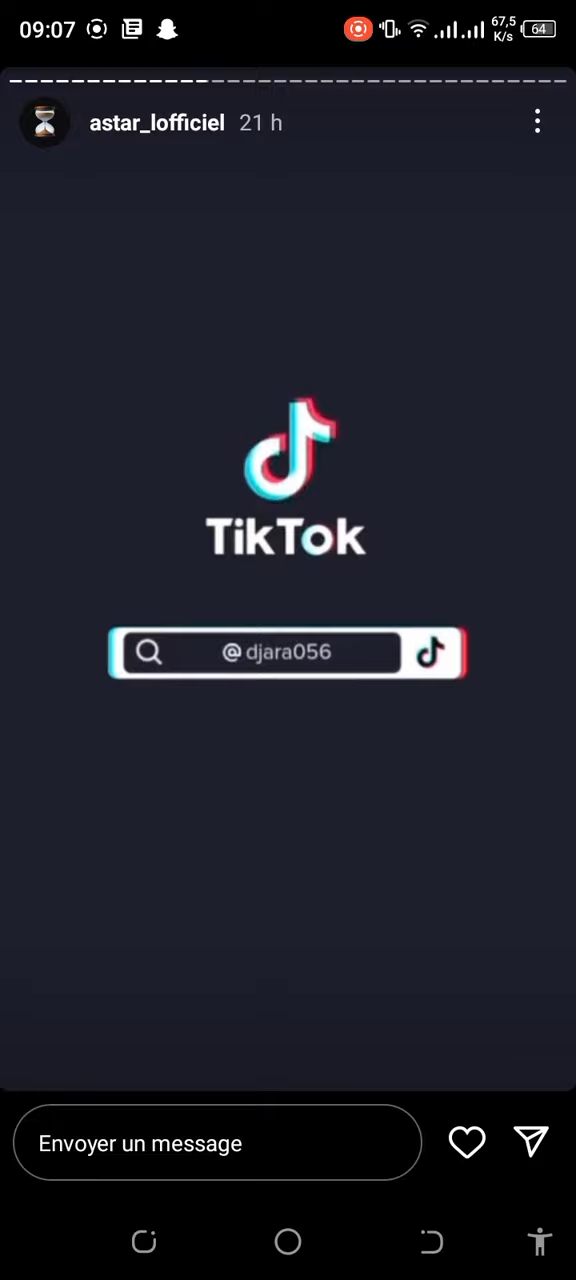 09:07
67,5
K/s
64
astar_lofficiel 21 h
TikTok
@djara056
Envoyer un message